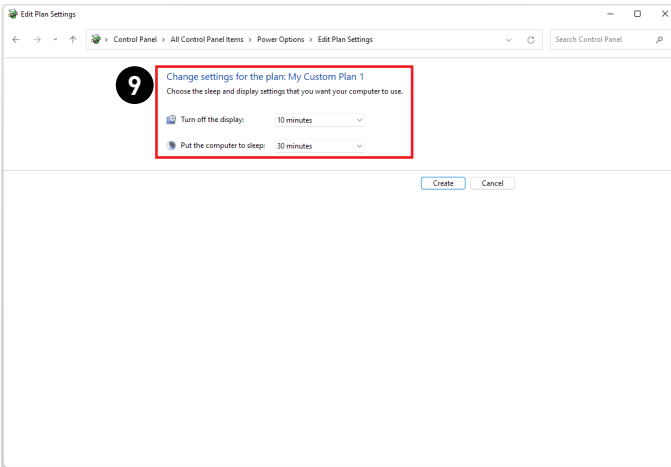 Edit Plan Settings
Control Panel > All Control Panel Items > Power Options > Edit Plan Settings
Search Control Panel
9
Change settings for the plan: My Custom Plan 1
Choose the sleep and display settings that you want your computer to use.
Turn off the display: 10 minutes
Put the computer to sleep: 30 minutes
Create Cancel